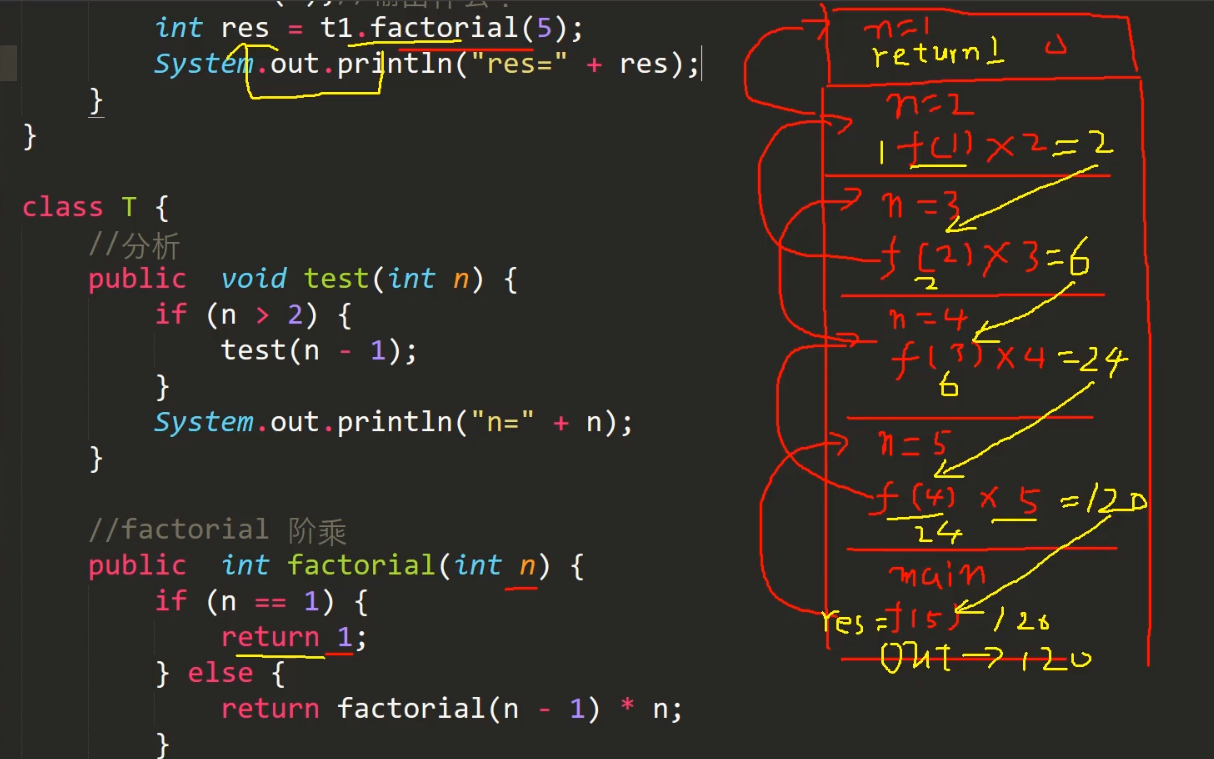 int res = t1.factorial(5);
System.out.println("res=" + res);
}
}
class T {
//分析
public void test(int n) {
if (n > 2) {
test(n - 1);
}
System.out.println("n=" + n);
}
//factorial 阶乘
public int factorial(int n) {
if (n == 1) {
return 1;
} else {
return factorial(n - 1) * n;
}
n=1
return 1
n=2
1 f(1)×2=2
n=3
f(2)×3=6
2
n=4
f(3)×4=24
6
n=5
f(4)×5=120
24
main
res=f(5) 120
out→120